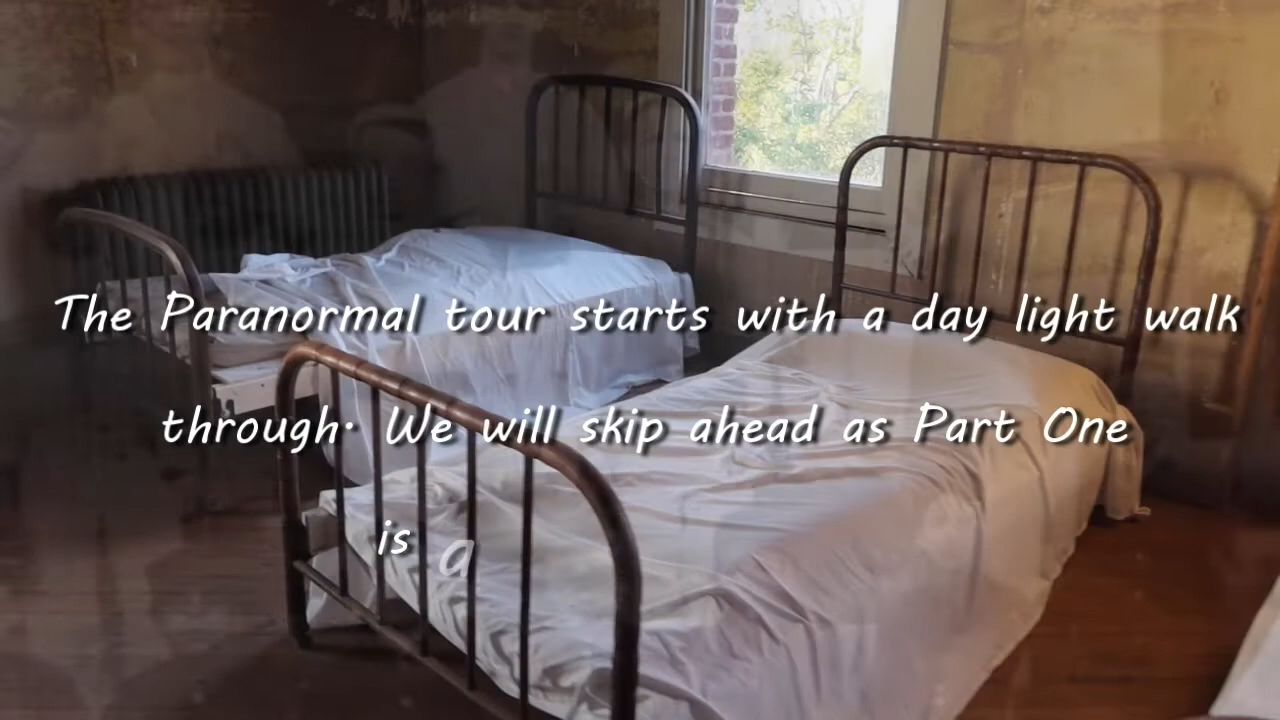 The Paranormal tour starts with a day light walk
through. We will skip ahead as Part One
is a